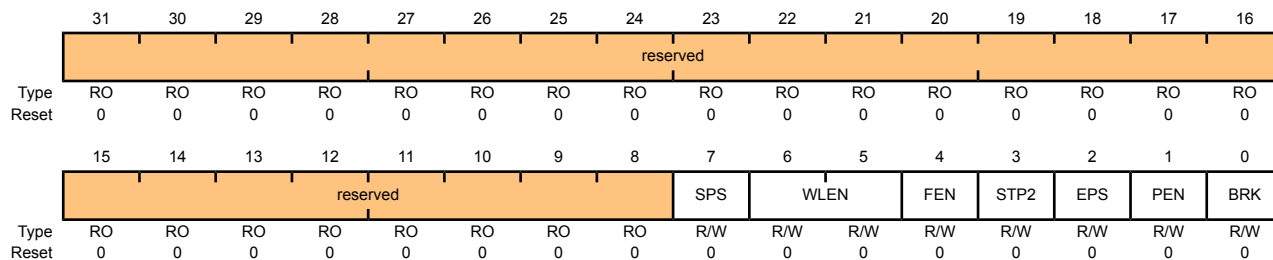 31 30 29 28 27 26 25 24 23 22 21 20 19 18 17 16
reserved
Type RO RO RO RO RO RO RO RO RO RO RO RO RO RO RO RO
Reset 0 0 0 0 0 0 0 0 0 0 0 0 0 0 0 0
15 14 13 12 11 10 9 8 7 6 5 4 3 2 1 0
reserved SPS WLEN FEN STP2 EPS PEN BRK
Type RO RO RO RO RO RO RO RO R/W R/W R/W R/W R/W R/W R/W R/W
Reset 0 0 0 0 0 0 0 0 0 0 0 0 0 0 0 0